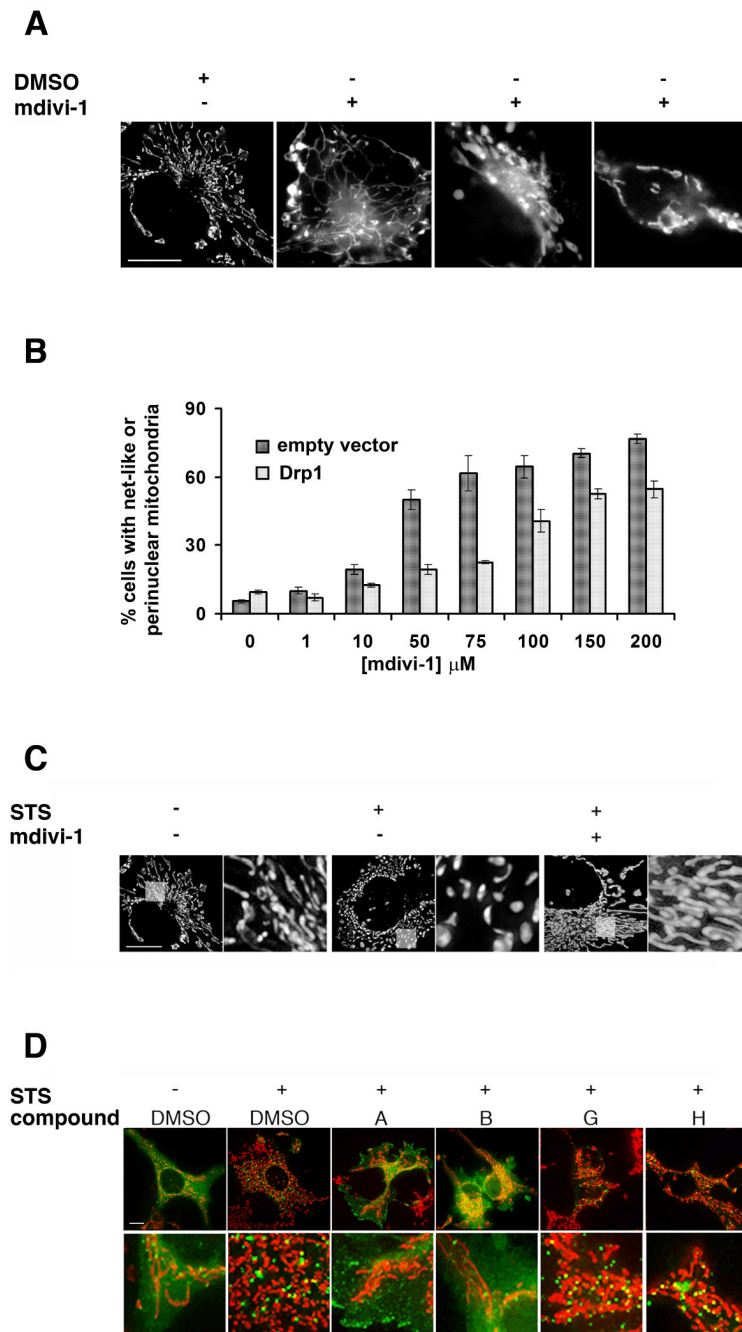 A
DMSO + - - -
mdivi-1 - + + +
B
90
60
30
0
% cells with net-like or
perinuclear mitochondria
empty vector
Drp1
0 1 10 50 75 100 150 200
[mdivi-1] μM
C
STS - + +
mdivi-1 - - +
D
STS - + + + + +
compound DMSO DMSO A B G H